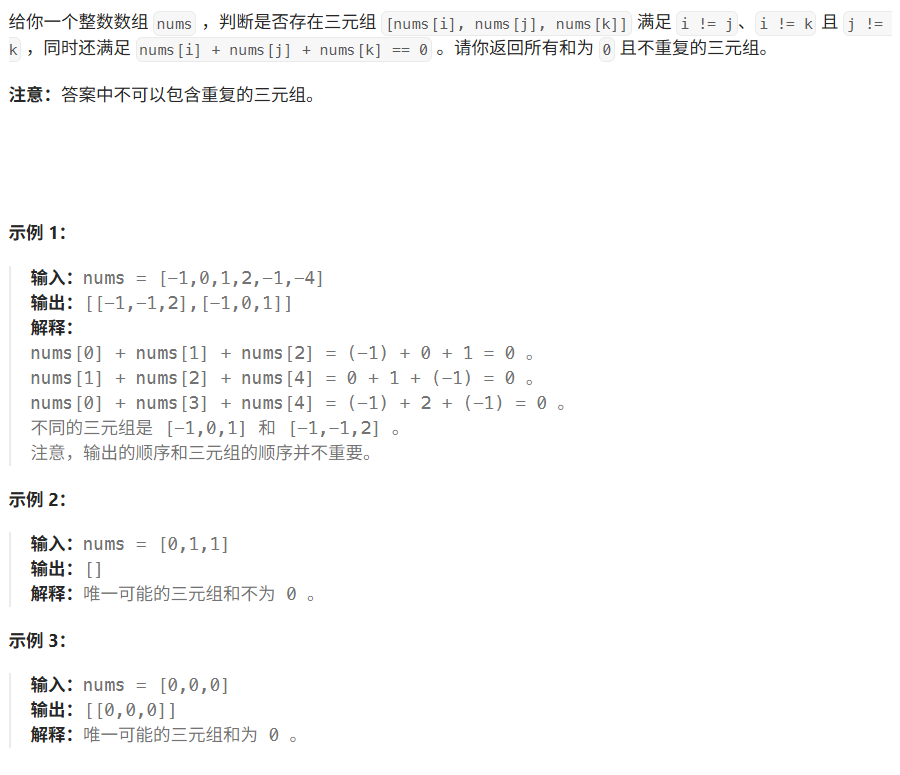 给你一个整数数组 nums ，判断是否存在三元组 [nums[i], nums[j], nums[k]] 满足 i != j、i != k 且 j !=
k ，同时还满足 nums[i] + nums[j] + nums[k] == 0 。请你返回所有和为 0 且不重复的三元组。
注意：答案中不可以包含重复的三元组。
示例 1：
输入：nums = [-1,0,1,2,-1,-4]
输出：[[-1,-1,2],[-1,0,1]]
解释：
nums[0] + nums[1] + nums[2] = (-1) + 0 + 1 = 0 。
nums[1] + nums[2] + nums[4] = 0 + 1 + (-1) = 0 。
nums[0] + nums[3] + nums[4] = (-1) + 2 + (-1) = 0 。
不同的三元组是 [-1,0,1] 和 [-1,-1,2] 。
注意，输出的顺序和三元组的顺序并不重要。
示例 2：
输入：nums = [0,1,1]
输出：[]
解释：唯一可能的三元组和不为 0 。
示例 3：
输入：nums = [0,0,0]
输出：[[0,0,0]]
解释：唯一可能的三元组和为 0 。